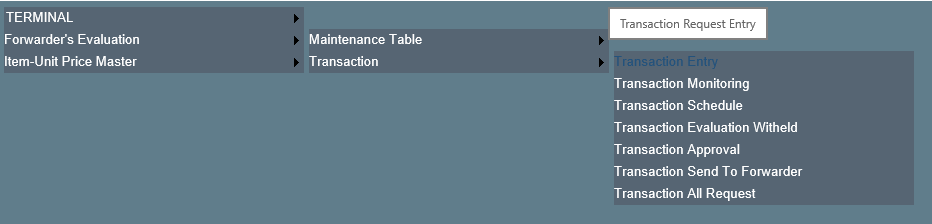 TERMINAL
Forwarder's Evaluation
Item-Unit Price Master
Maintenance Table
Transaction
Transaction Request Entry
Transaction Entry
Transaction Monitoring
Transaction Schedule
Transaction Evaluation Witheld
Transaction Approval
Transaction Send To Forwarder
Transaction All Request